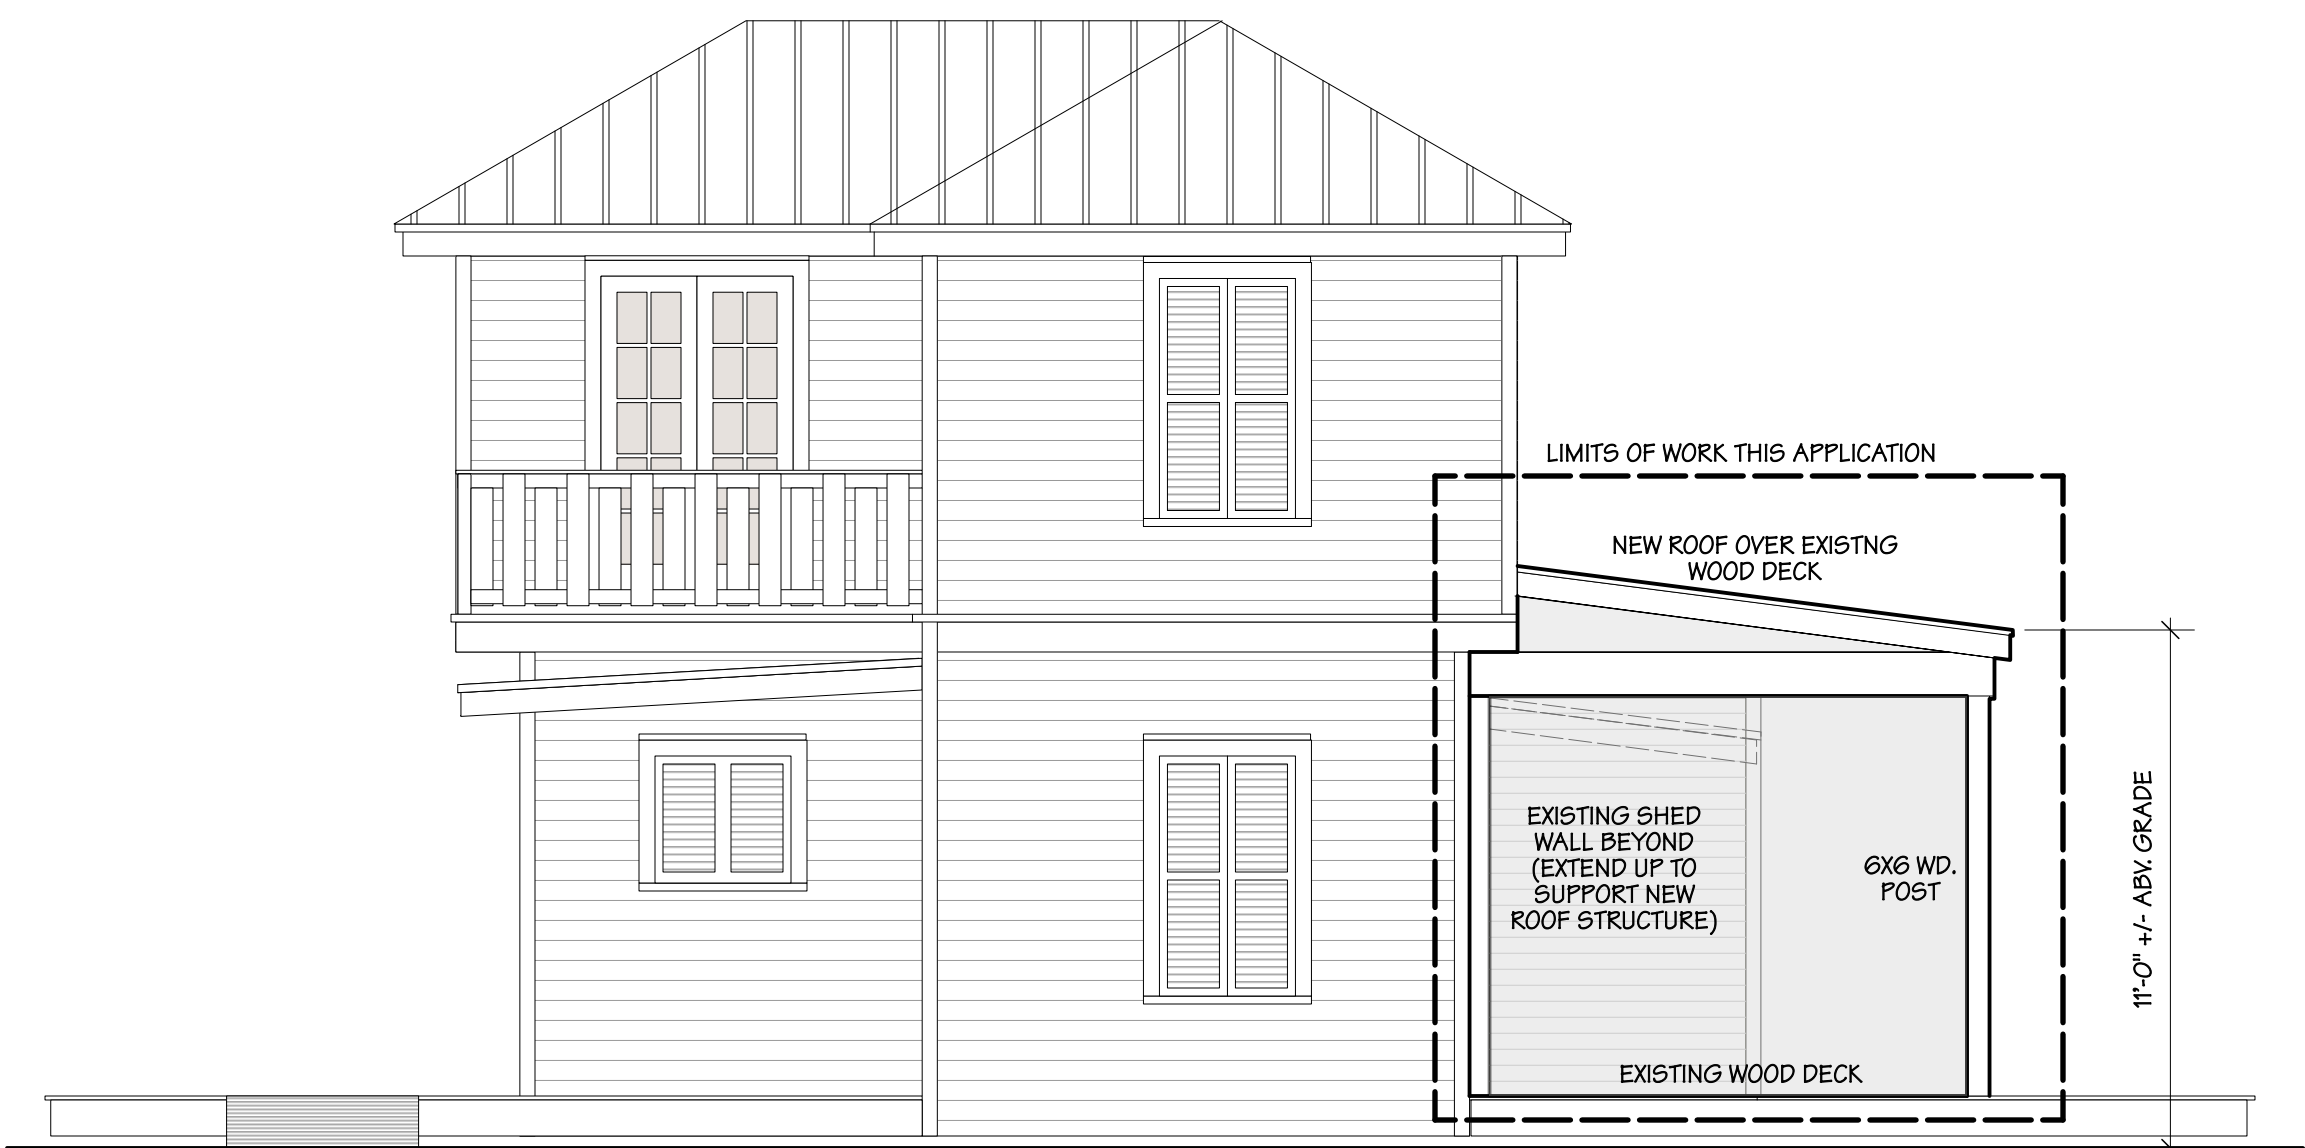 LIMITS OF WORK THIS APPLICATION
NEW ROOF OVER EXISTNG
WOOD DECK
EXISTING SHED
WALL BEYOND
(EXTEND UP TO
SUPPORT NEW
ROOF STRUCTURE)
6X6 WD.
POST
EXISTING WOOD DECK
11'-0" +/- ABV. GRADE